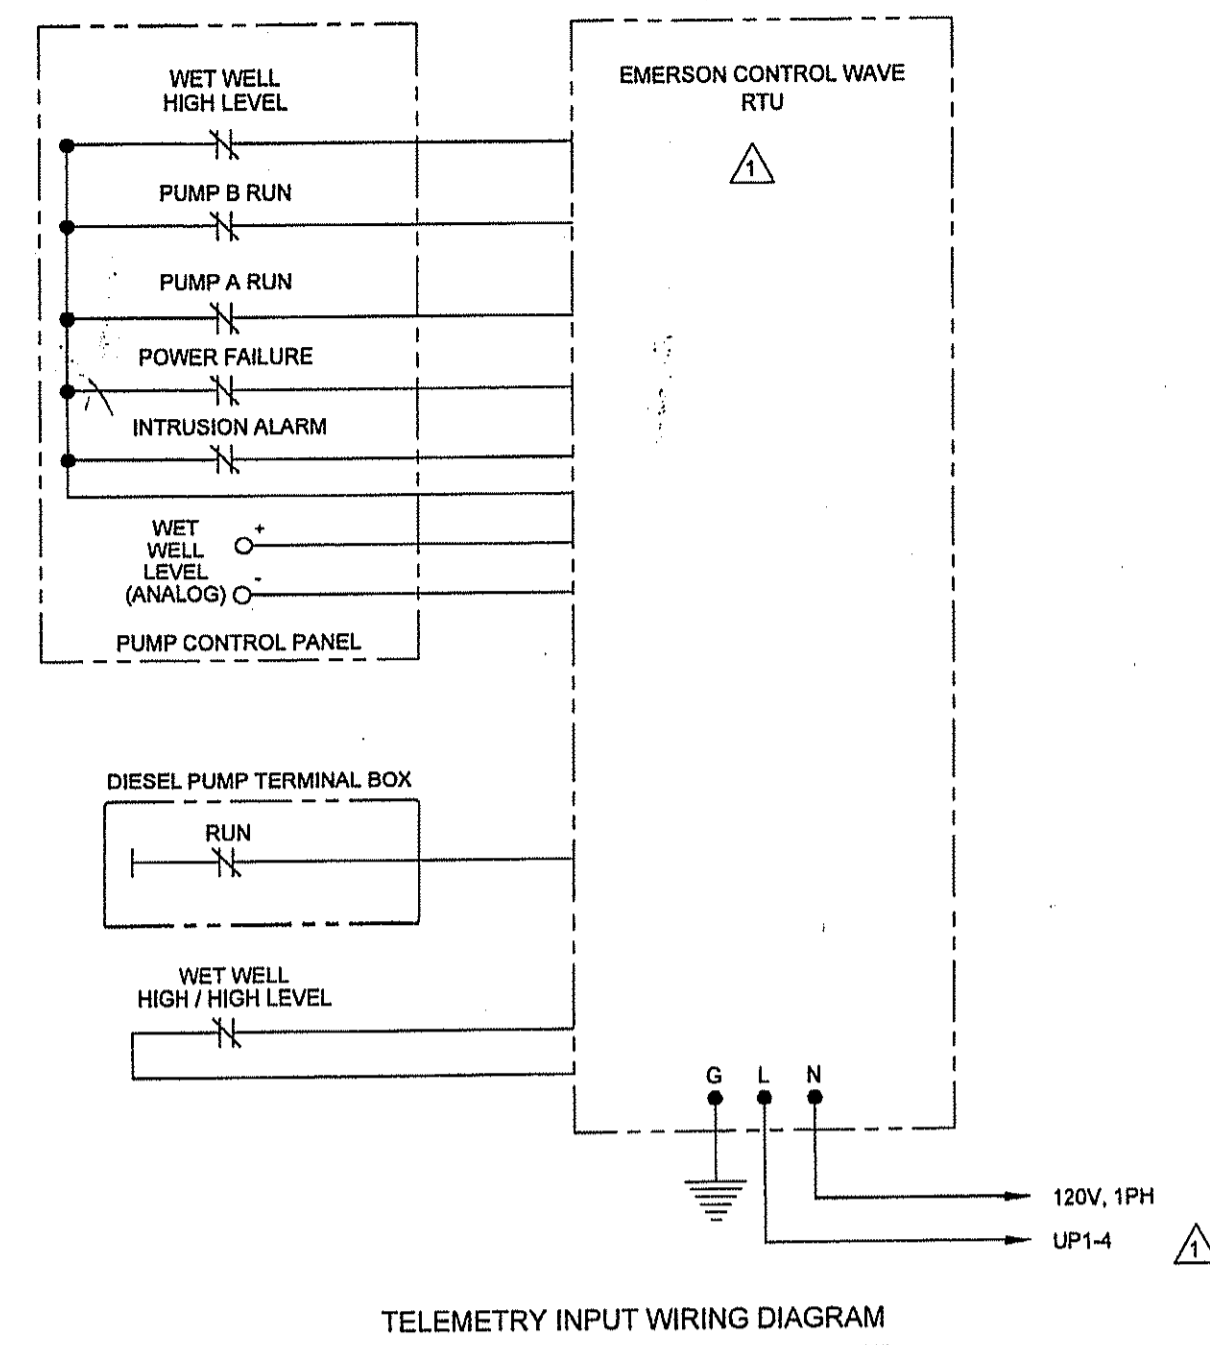 WET WELL
HIGH LEVEL
PUMP B RUN
PUMP A RUN
POWER FAILURE
INTRUSION ALARM
WET
WELL
LEVEL
(ANALOG)
+
-
PUMP CONTROL PANEL
EMERSON CONTROL WAVE
RTU
1
DIESEL PUMP TERMINAL BOX
RUN
WET WELL
HIGH / HIGH LEVEL
G L N
120V, 1PH
UP1-4
1
TELEMETRY INPUT WIRING DIAGRAM